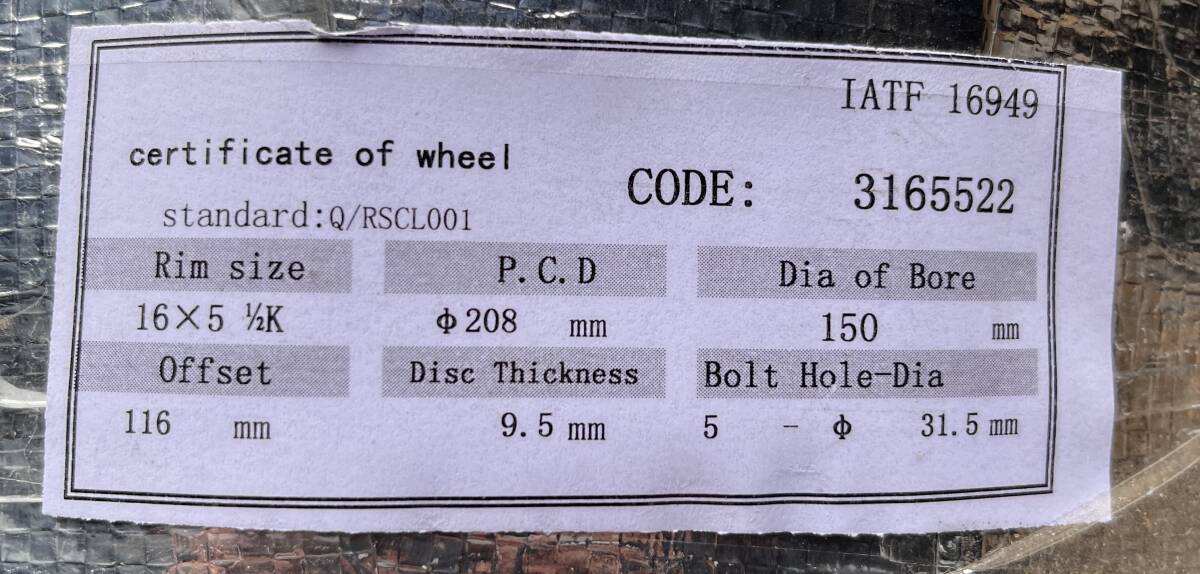 IATF 16949
certificate of wheel
CODE: 3165522
standard:Q/RSCL001
Rim size P.C.D Dia of Bore
16×5 ½K Φ208 mm 150 mm
Offset Disc Thickness Bolt Hole-Dia
116 mm 9.5 mm 5 - Φ 31.5 mm